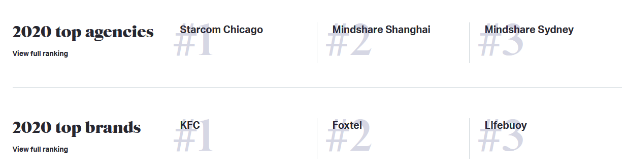 2020 top agencies
View full ranking
#1
Starcom Chicago
#2
Mindshare Shanghai
#3
Mindshare Sydney
2020 top brands
View full ranking
#1
KFC
#2
Foxtel
#3
Lifebuoy